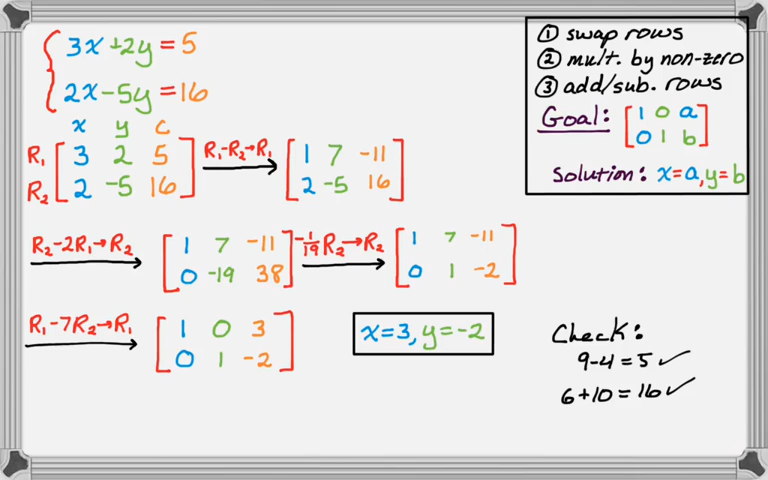 3x+2y=5
2x-5y=16
x y c
R₁ [3 2 5] R₁-R₂→R₁ [1 7 -11]
R₂ [2 -5 16] [2 -5 16]
R₂-2R₁→R₂ [1 7 -11] -1/19R₂→R₂ [1 7 -11]
[0 -19 38] [0 1 -2]
R₁-7R₂→R₁ [1 0 3]
[0 1 -2]
x=3, y=-2
① swap rows
② mult. by non-zero
③ add/sub. rows
Goal: [1 0 a]
[0 1 b]
Solution: x=a, y=b
Check:
9-4=5 ✓
6+10=16 ✓